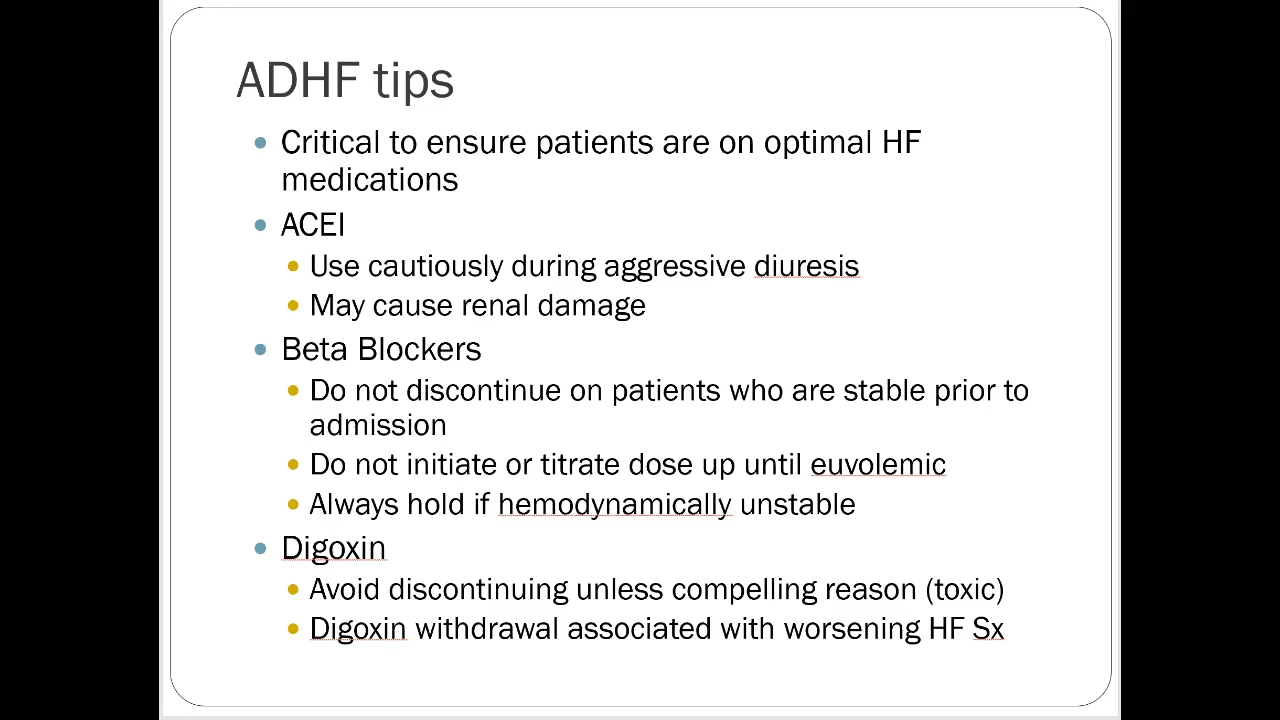 ADHF tips
• Critical to ensure patients are on optimal HF
medications
• ACEI
• Use cautiously during aggressive diuresis
• May cause renal damage
• Beta Blockers
• Do not discontinue on patients who are stable prior to
admission
• Do not initiate or titrate dose up until euvolemic
• Always hold if hemodynamically unstable
• Digoxin
• Avoid discontinuing unless compelling reason (toxic)
• Digoxin withdrawal associated with worsening HF Sx